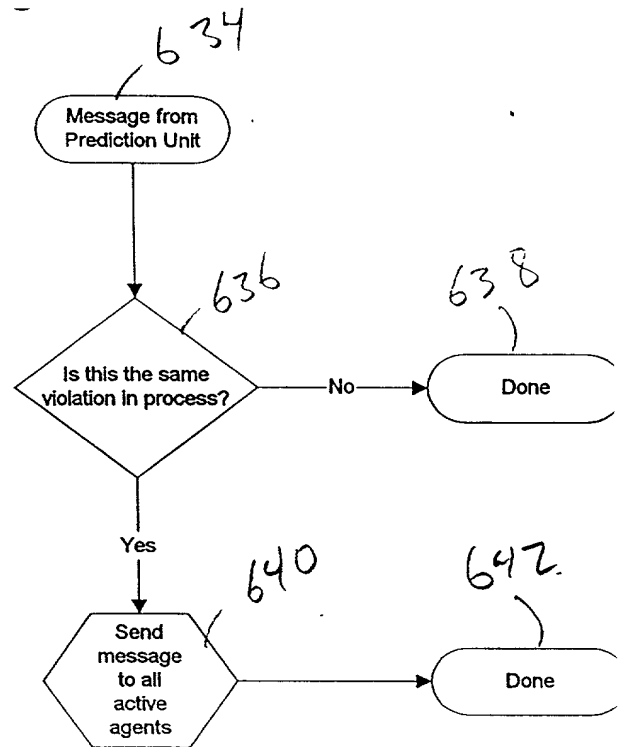 634
Message from
Prediction Unit
636
638
Is this the same
violation in process?
No
Done
Yes
640
642.
Send
message
to all
active
agents
Done